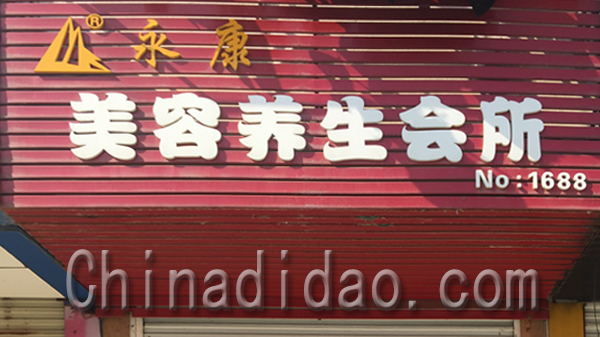 ® 永康
美容养生会所
No:1688
Chinadidao.com